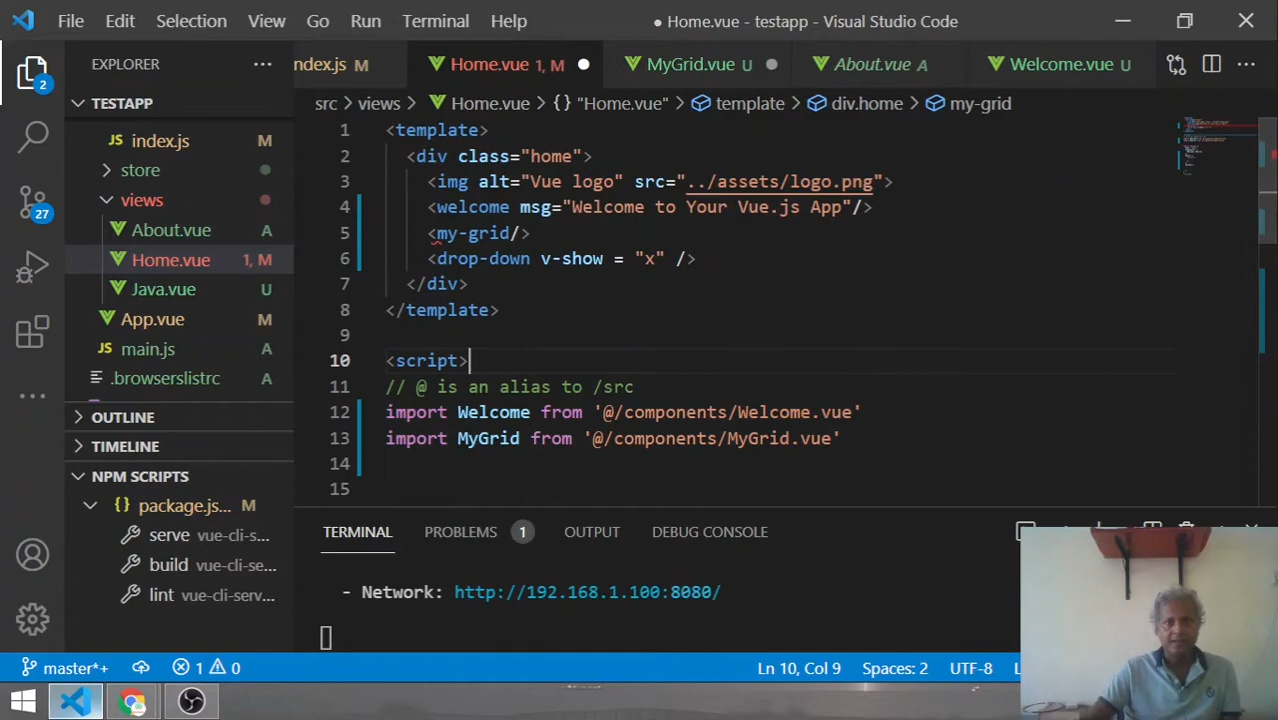 File Edit Selection View Go Run Terminal Help
● Home.vue - testapp - Visual Studio Code
EXPLORER
ndex.js M
Home.vue 1, M
MyGrid.vue U
About.vue A
Welcome.vue U
2
TESTAPP
src > views > Home.vue > {} "Home.vue" > template > div.home > my-grid
JS index.js M
store
views
About.vue A
Home.vue 1, M
Java.vue U
App.vue M
JS main.js A
.browserslistrc A
OUTLINE
TIMELINE
NPM SCRIPTS
{} package.js... M
serve vue-cli-s...
build vue-cli-se...
lint vue-cli-serv...
27
1 <template>
2 <div class="home">
3 <img alt="Vue logo" src="../assets/logo.png">
4 <welcome msg="Welcome to Your Vue.js App"/>
5 <my-grid/>
6 <drop-down v-show = "x" />
7 </div>
8 </template>
9
10 <script>
11 // @ is an alias to /src
12 import Welcome from '@/components/Welcome.vue'
13 import MyGrid from '@/components/MyGrid.vue'
14
15
TERMINAL PROBLEMS 1 OUTPUT DEBUG CONSOLE
- Network: http://192.168.1.100:8080/
master*+ 1 0 Ln 10, Col 9 Spaces: 2 UTF-8